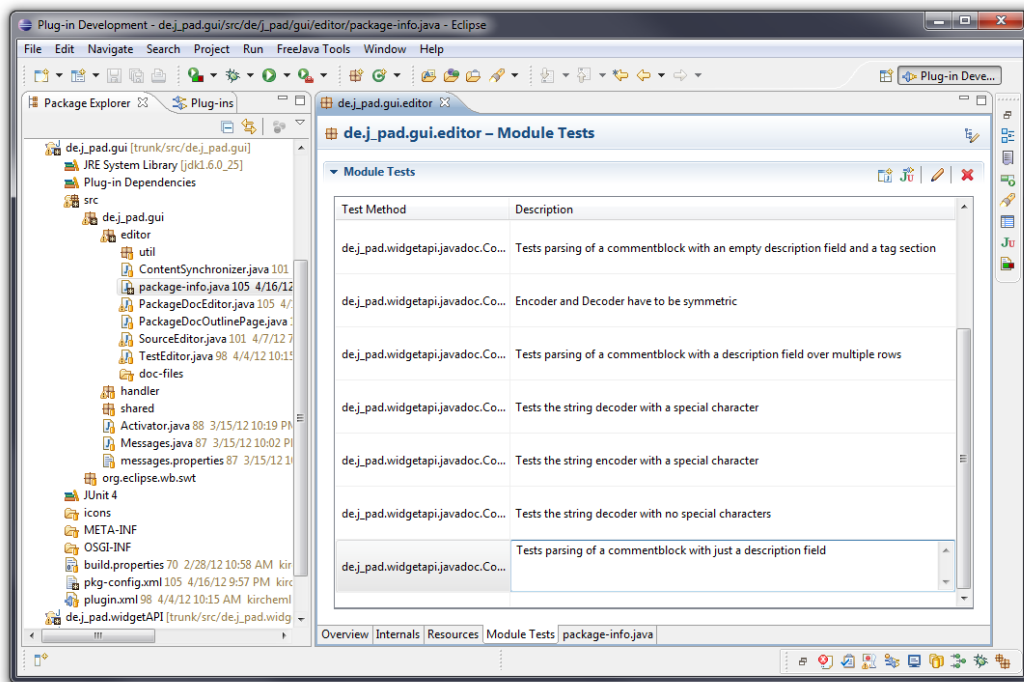 Plug-in Development - de.j_pad.gui/src/de/j_pad/gui/editor/package-info.java - Eclipse
File Edit Navigate Search Project Run FreeJava Tools Window Help
Plug-in Deve...
Package Explorer Plug-ins
de.j_pad.gui [trunk/src/de.j_pad.gui]
JRE System Library [jdk1.6.0_25]
Plug-in Dependencies
src
de.j_pad.gui
editor
util
ContentSynchronizer.java 101
package-info.java 105 4/16/12
PackageDocEditor.java 105 4/
PackageDocOutlinePage.java
SourceEditor.java 101 4/7/12 7
TestEditor.java 98 4/4/12 10:15
doc-files
handler
shared
Activator.java 88 3/15/12 10:19 PM
Messages.java 87 3/15/12 10:02 PM
messages.properties 87 3/15/12 10
org.eclipse.wb.swt
JUnit 4
icons
META-INF
OSGI-INF
build.properties 70 2/28/12 10:58 AM kir
pkg-config.xml 105 4/16/12 9:57 PM kirc
plugin.xml 98 4/4/12 10:15 AM kircheml
de.j_pad.widgetAPI [trunk/src/de.j_pad.widg
de.j_pad.gui.editor
de.j_pad.gui.editor – Module Tests
Module Tests
Test Method Description
de.j_pad.widgetapi.javadoc.Co... Tests parsing of a commentblock with an empty description field and a tag section
de.j_pad.widgetapi.javadoc.Co... Encoder and Decoder have to be symmetric
de.j_pad.widgetapi.javadoc.Co... Tests parsing of a commentblock with a description field over multiple rows
de.j_pad.widgetapi.javadoc.Co... Tests the string decoder with a special character
de.j_pad.widgetapi.javadoc.Co... Tests the string encoder with a special character
de.j_pad.widgetapi.javadoc.Co... Tests the string decoder with no special characters
de.j_pad.widgetapi.javadoc.Co... Tests parsing of a commentblock with just a description field
Overview Internals Resources Module Tests package-info.java